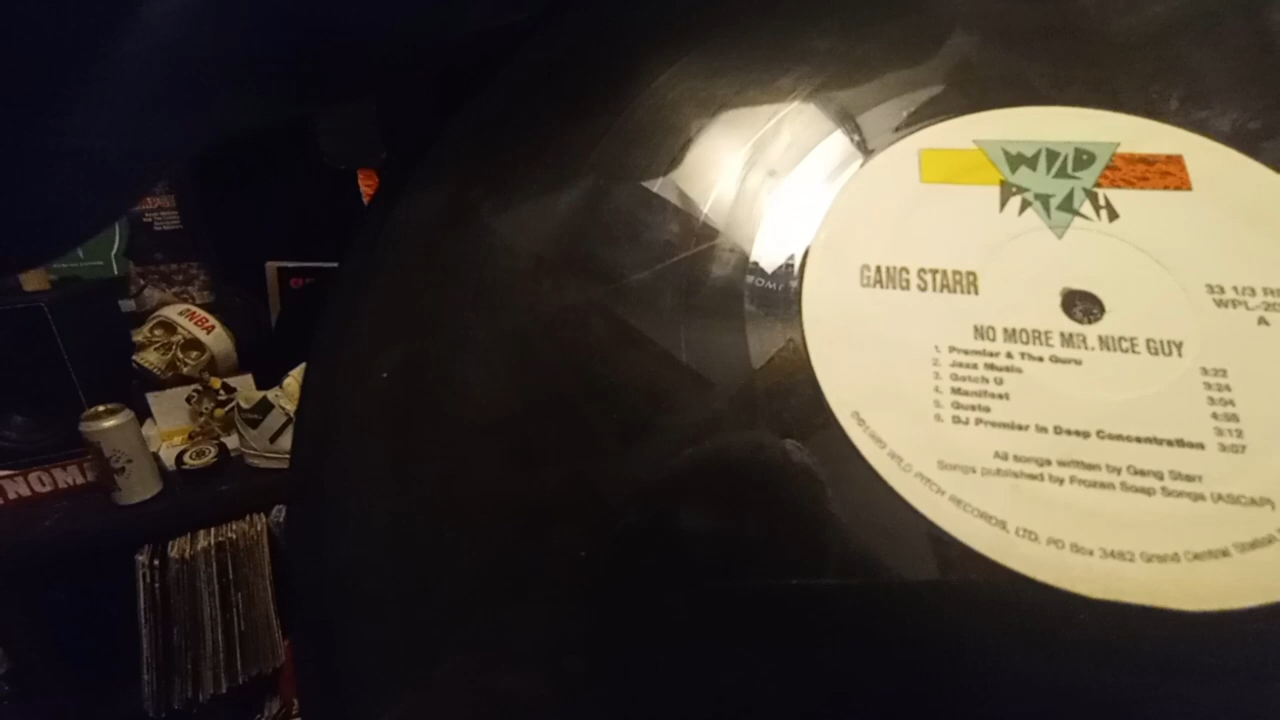 WILD
PITCH
GANG STARR
33 1/3
WPL-20
A
NO MORE MR. NICE GUY
1. Premier & The Guru 3:22
2. Jazz Music 3:24
3. Gotch U 3:04
4. Manifest 4:55
5. Gusto 3:12
6. DJ Premier In Deep Concentration 3:07
All songs written by Gang Starr
Songs published by Frozen Soap Songs (ASCAP)
WILD PITCH RECORDS, LTD. PO Box 3482 Grand Central Station
NBA